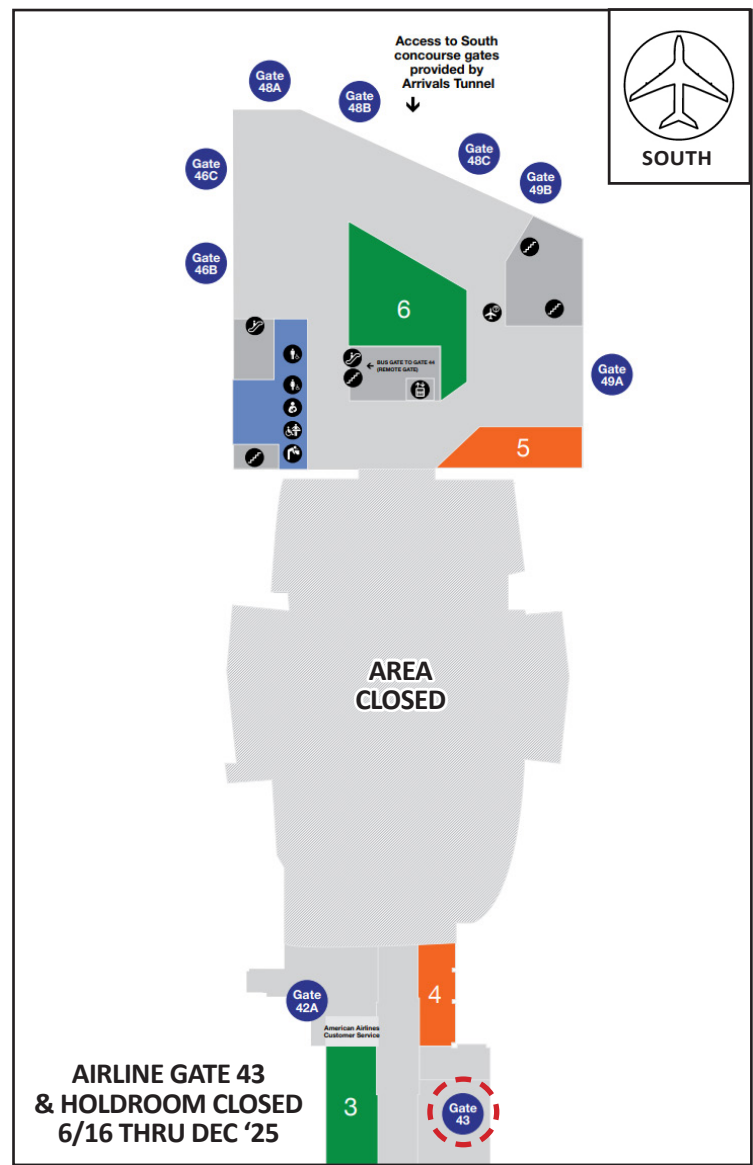 Access to South
concourse gates
provided by
Arrivals Tunnel
SOUTH
Gate
48A
Gate
48B
Gate
48C
Gate
49B
Gate
46C
Gate
46B
6
BUS GATE TO GATE 44
(REMOTE GATE)
Gate
49A
5
AREA
CLOSED
Gate
42A
4
American Airlines
Customer Service
3
Gate
43
AIRLINE GATE 43
& HOLDROOM CLOSED
6/16 THRU DEC ‘25